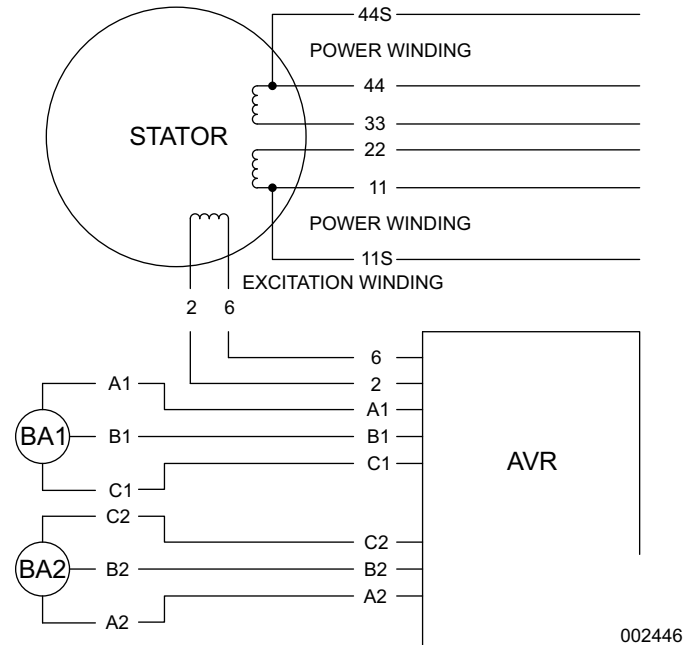 44S
POWER WINDING
44
STATOR
33
22
11
POWER WINDING
11S
EXCITATION WINDING
2 6
6
2
A1
A1
BA1
B1
B1
C1
C1
AVR
C2
C2
BA2
B2
B2
A2
A2
002446